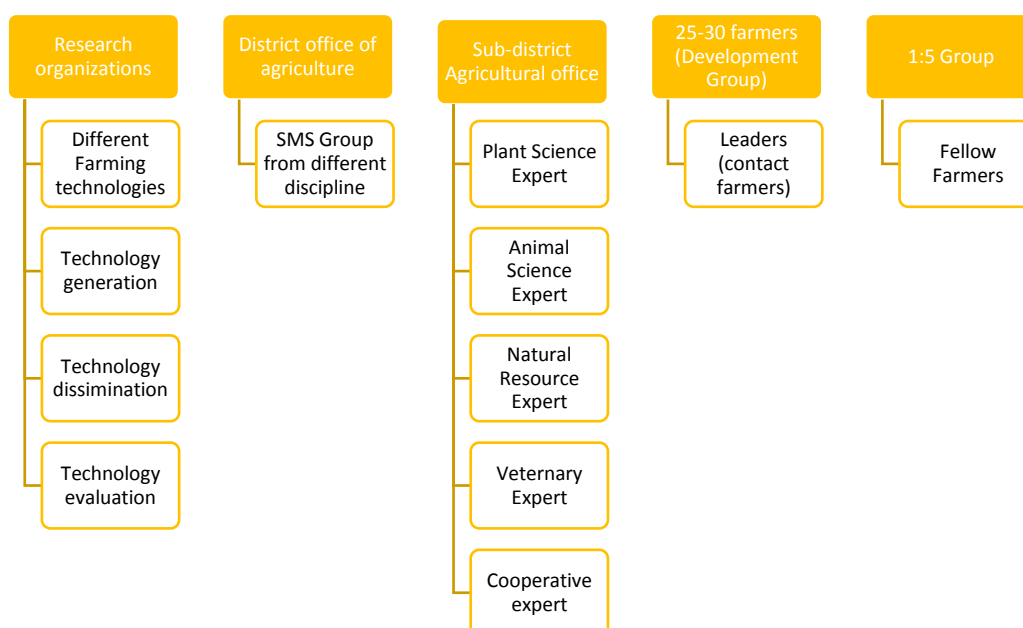 Research
organizations
Different
Farming
technologies
Technology
generation
Technology
dissimination
Technology
evaluation
District office of
agriculture
SMS Group
from different
discipline
Sub-district
Agricultural office
Plant Science
Expert
Animal
Science
Expert
Natural
Resource
Expert
Veternary
Expert
Cooperative
expert
25-30 farmers
(Development
Group)
Leaders
(contact
farmers)
1:5 Group
Fellow
Farmers